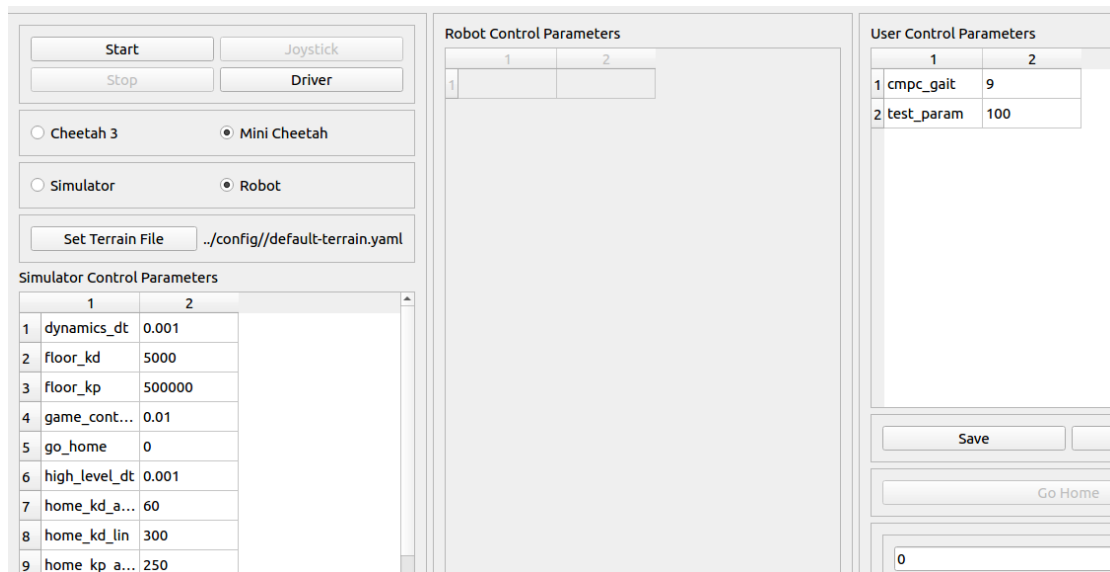 Start Joystick
Stop Driver
Cheetah 3 Mini Cheetah
Simulator Robot
Set Terrain File ../config//default-terrain.yaml
Simulator Control Parameters
1 2
1 dynamics_dt 0.001
2 floor_kd 5000
3 floor_kp 500000
4 game_cont... 0.01
5 go_home 0
6 high_level_dt 0.001
7 home_kd_a... 60
8 home_kd_lin 300
9 home_kp_a... 250
Robot Control Parameters
1 2
1
User Control Parameters
1 2
1 cmpc_gait 9
2 test_param 100
Save
Go Home
0